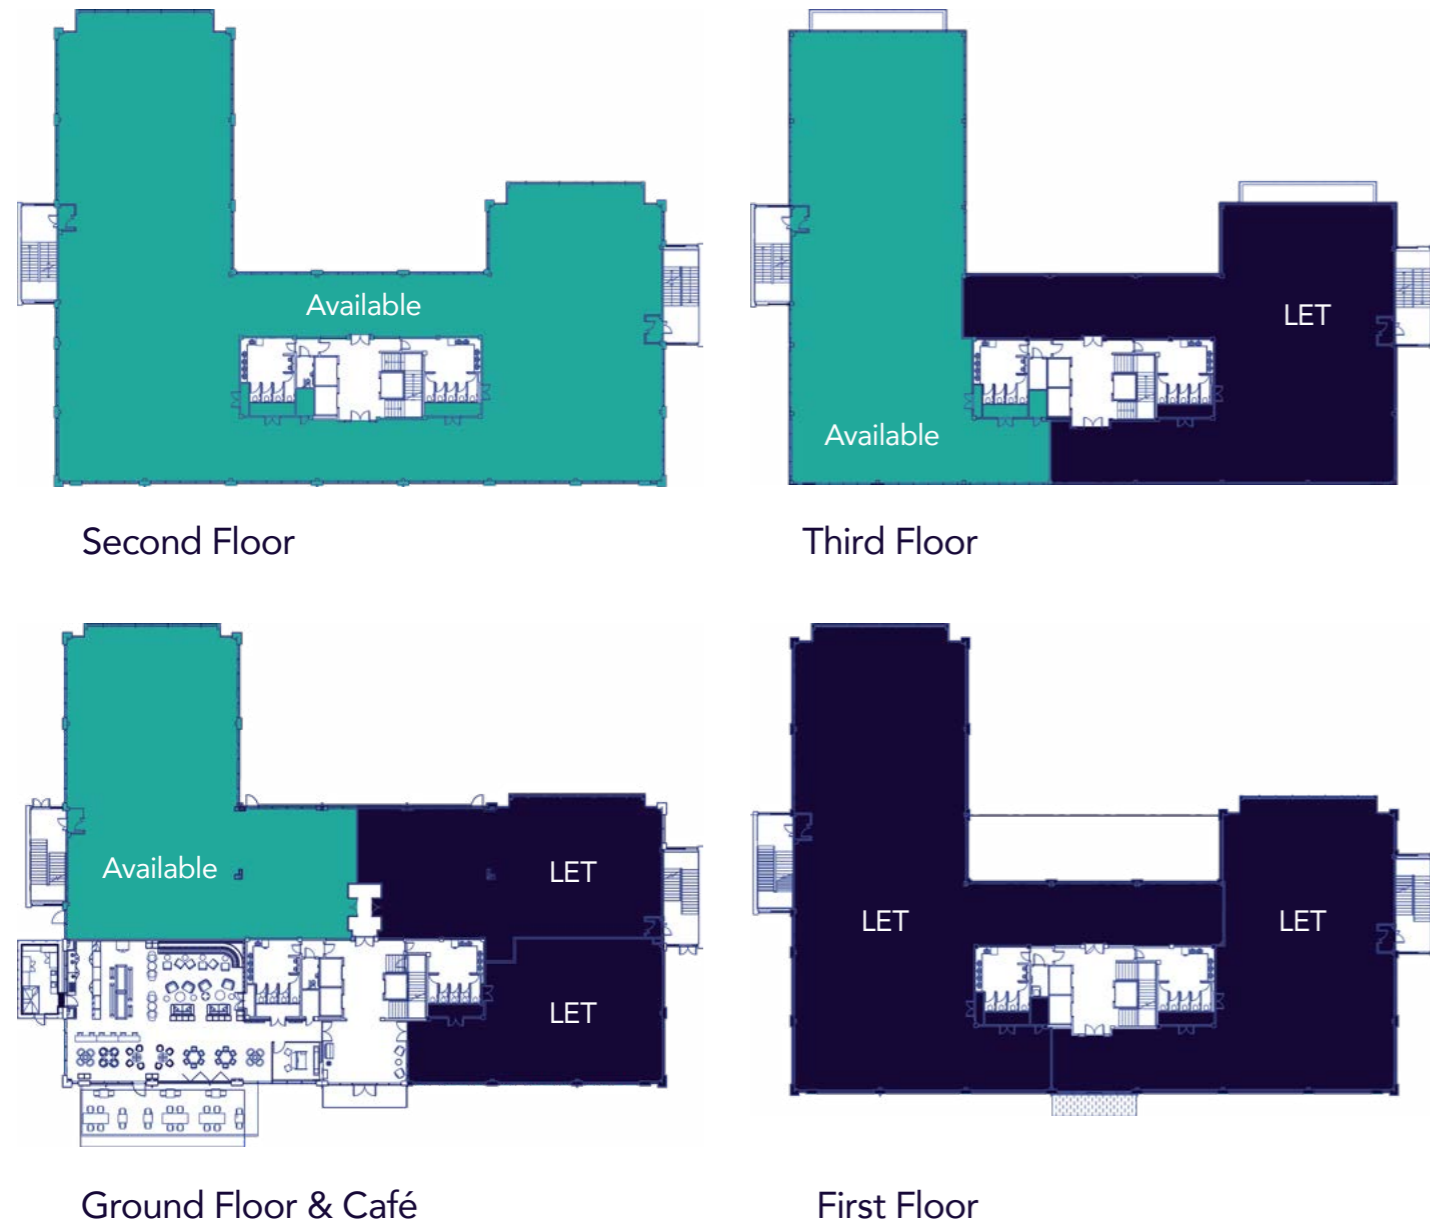 Available
LET
Available
Second Floor
Third Floor
Available
LET
LET
LET
LET
Ground Floor & Café
First Floor